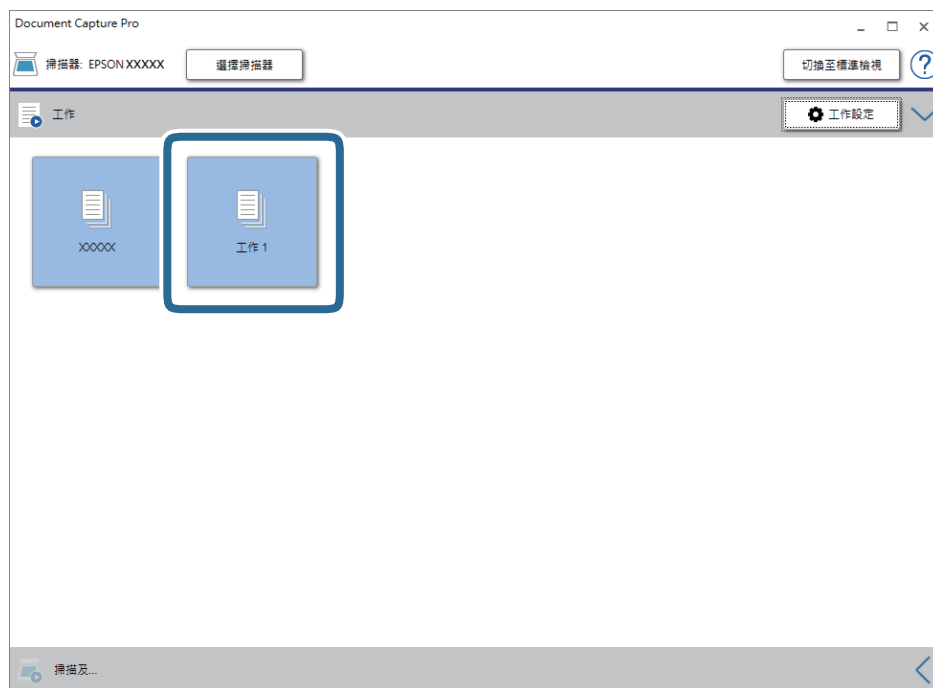 Document Capture Pro
掃描器: EPSON XXXXX
選擇掃描器
切換至標準檢視
?
工作
工作設定
XXXXX
工作 1
掃描及...